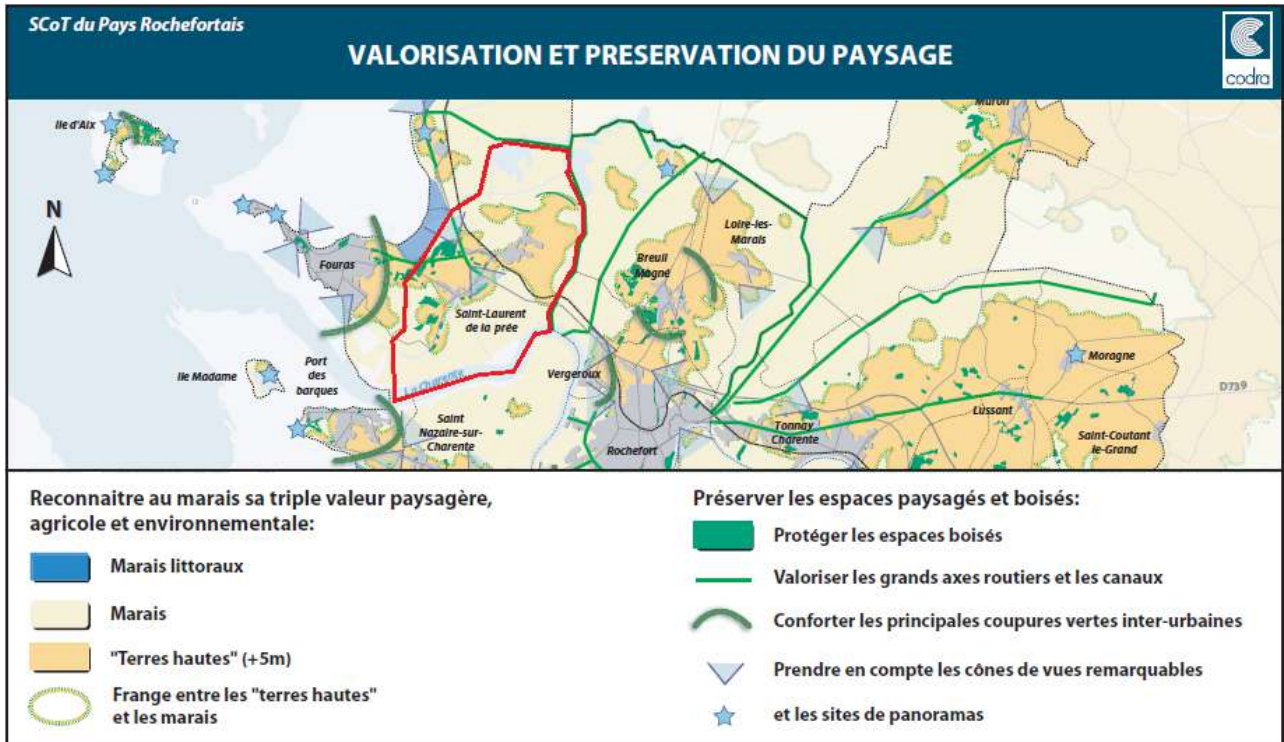 SCoT du Pays Rochefortais
VALORISATION ET PRESERVATION DU PAYSAGE
codra
Muron
Ile d'Aix
N
Loire-les-
Marais
Fouras
Breuil
Magné
Saint-Laurent
de la prée
Ile Madame
Port
des
barques
La Charente
Vergeroux
Moragne
D739
Saint
Nazaire-sur-
Charente
Rochefort
Tonnay
Charente
Lussant
Saint-Coutant
le-Grand
Reconnaitre au marais sa triple valeur paysagère,
agricole et environnementale:
Marais littoraux
Marais
"Terres hautes" (+5m)
Frange entre les "terres hautes"
et les marais
Préserver les espaces paysagés et boisés:
Protéger les espaces boisés
Valoriser les grands axes routiers et les canaux
Conforter les principales coupures vertes inter-urbaines
Prendre en compte les cônes de vues remarquables
et les sites de panoramas